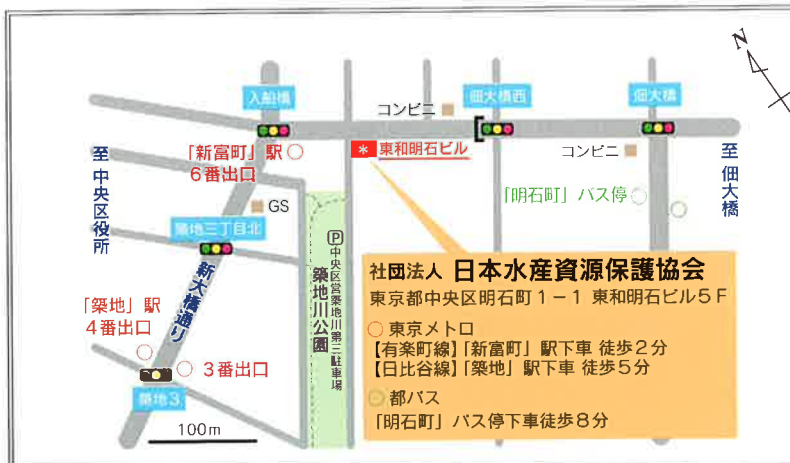 N
入船橋
佃大橋西
佃大橋
コンビニ
コンビニ
至 中央区役所
「新富町」駅
6番出口
＊東和明石ビル
至 佃大橋
「明石町」バス停
GS
築地三丁目北
新大橋通り
P 中央区営築地川第三駐車場
築地川公園
「築地」駅
4番出口
3番出口
築地3
100m
社団法人 日本水産資源保護協会
東京都中央区明石町1－1 東和明石ビル5F
東京メトロ
【有楽町線】「新富町」駅下車 徒歩2分
【日比谷線】「築地」駅下車 徒歩5分
都バス
「明石町」バス停下車徒歩8分